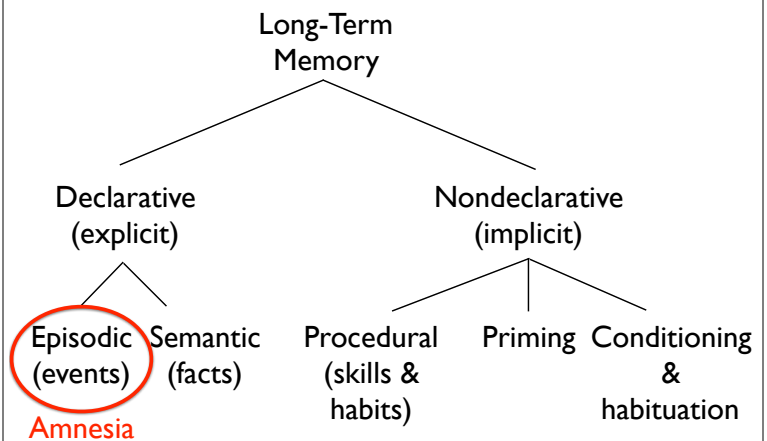 Long-Term
Memory
Declarative
(explicit)
Nondeclarative
(implicit)
Episodic
(events)
Semantic
(facts)
Procedural
(skills &
habits)
Priming
Conditioning
&
habituation
Amnesia